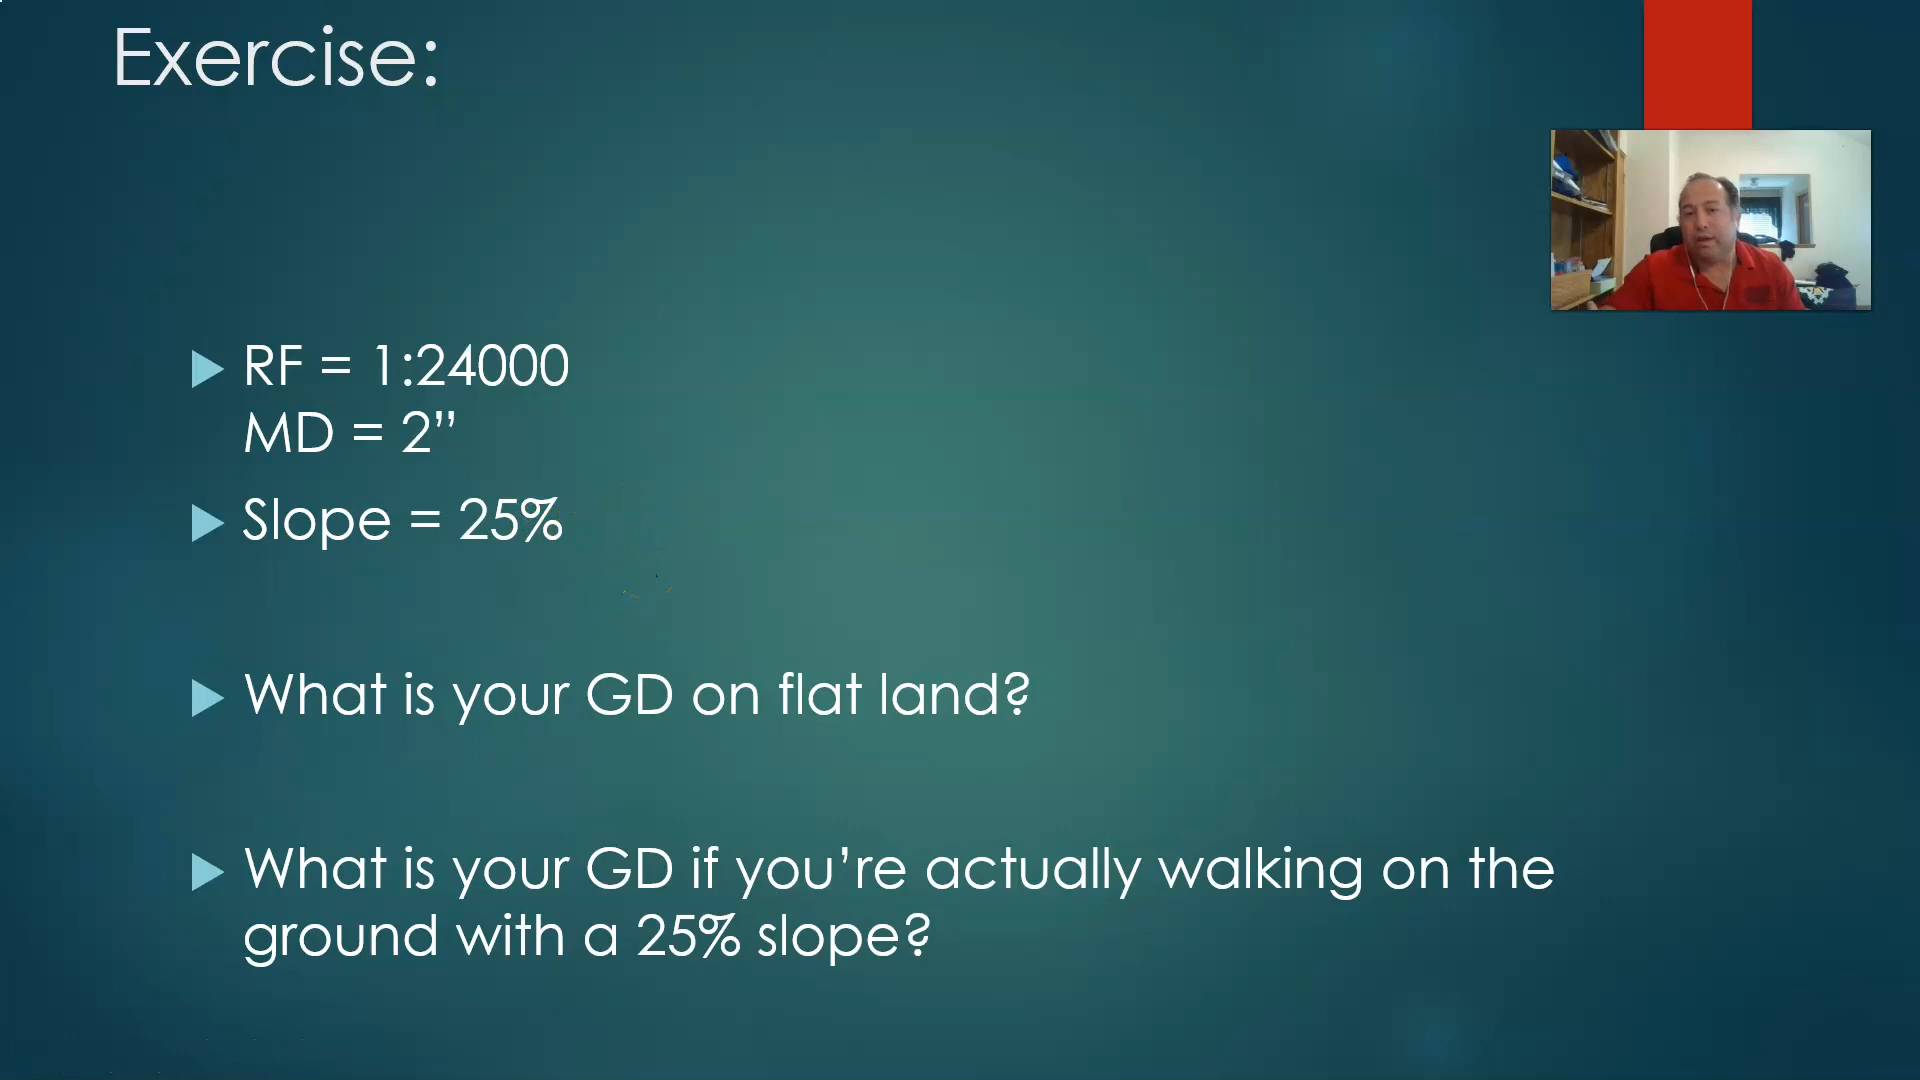 Exercise:
RF = 1:24000
MD = 2”
Slope = 25%
What is your GD on flat land?
What is your GD if you’re actually walking on the
ground with a 25% slope?